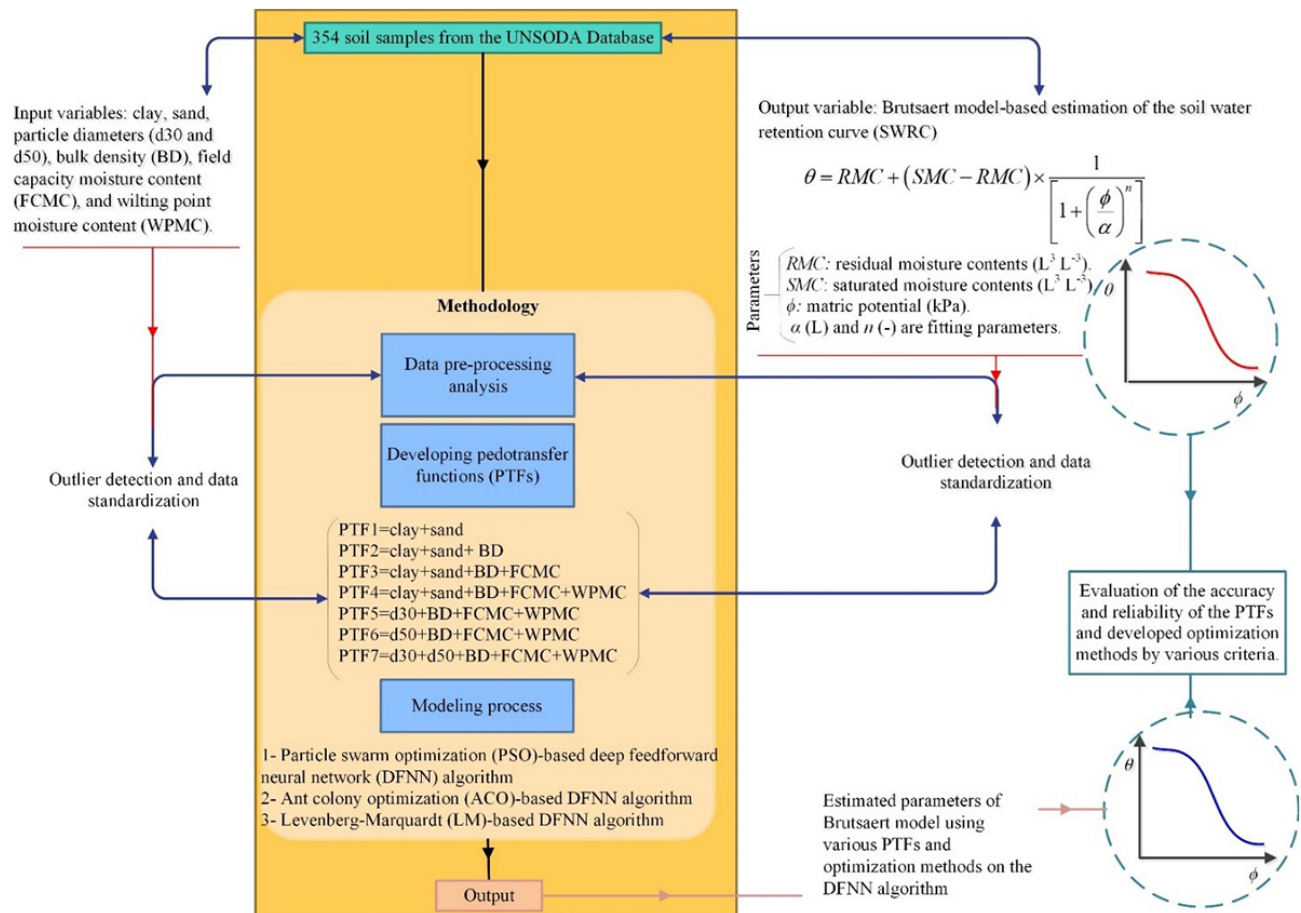 354 soil samples from the UNSODA Database
Input variables: clay, sand,
particle diameters (d30 and
d50), bulk density (BD), field
capacity moisture content
(FCMC), and wilting point
moisture content (WPMC).
Output variable: Brutsaert model-based estimation of the soil water
retention curve (SWRC)
θ = RMC + (SMC − RMC) × 1 / [1 + (ϕ/α)^n]
Parameters
RMC: residual moisture contents (L³ L⁻³).
SMC: saturated moisture contents (L³ L⁻³)
ϕ: matric potential (kPa).
α (L) and n (-) are fitting parameters.
θ
ϕ
Methodology
Data pre-processing
analysis
Developing pedotransfer
functions (PTFs)
Outlier detection and data
standardization
Outlier detection and data
standardization
PTF1=clay+sand
PTF2=clay+sand+ BD
PTF3=clay+sand+BD+FCMC
PTF4=clay+sand+BD+FCMC+WPMC
PTF5=d30+BD+FCMC+WPMC
PTF6=d50+BD+FCMC+WPMC
PTF7=d30+d50+BD+FCMC+WPMC
Evaluation of the accuracy
and reliability of the PTFs
and developed optimization
methods by various criteria.
Modeling process
1- Particle swarm optimization (PSO)-based deep feedforward
neural network (DFNN) algorithm
2- Ant colony optimization (ACO)-based DFNN algorithm
3- Levenberg-Marquardt (LM)-based DFNN algorithm
Output
Estimated parameters of
Brutsaert model using
various PTFs and
optimization methods on the
DFNN algorithm
θ
ϕ